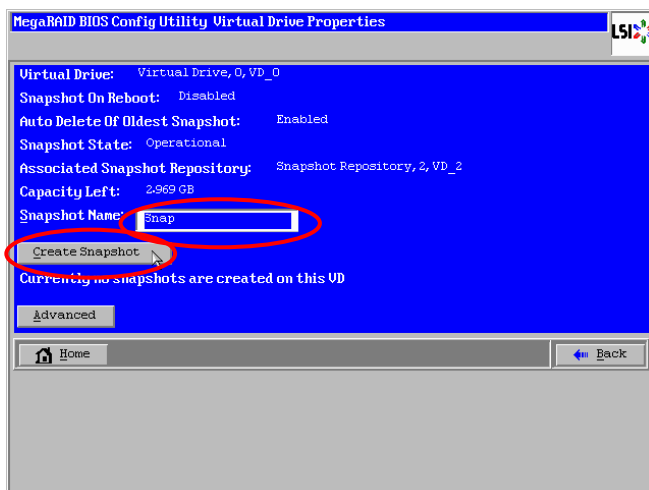 MegaRAID BIOS Config Utility Virtual Drive Properties
LSI
Virtual Drive: Virtual Drive, 0, VD_0
Snapshot On Reboot: Disabled
Auto Delete Of Oldest Snapshot: Enabled
Snapshot State: Operational
Associated Snapshot Repository: Snapshot Repository, 2, VD_2
Capacity Left: 2.969 GB
Snapshot Name: Snap
Create Snapshot
Currently no snapshots are created on this VD
Advanced
Home
Back